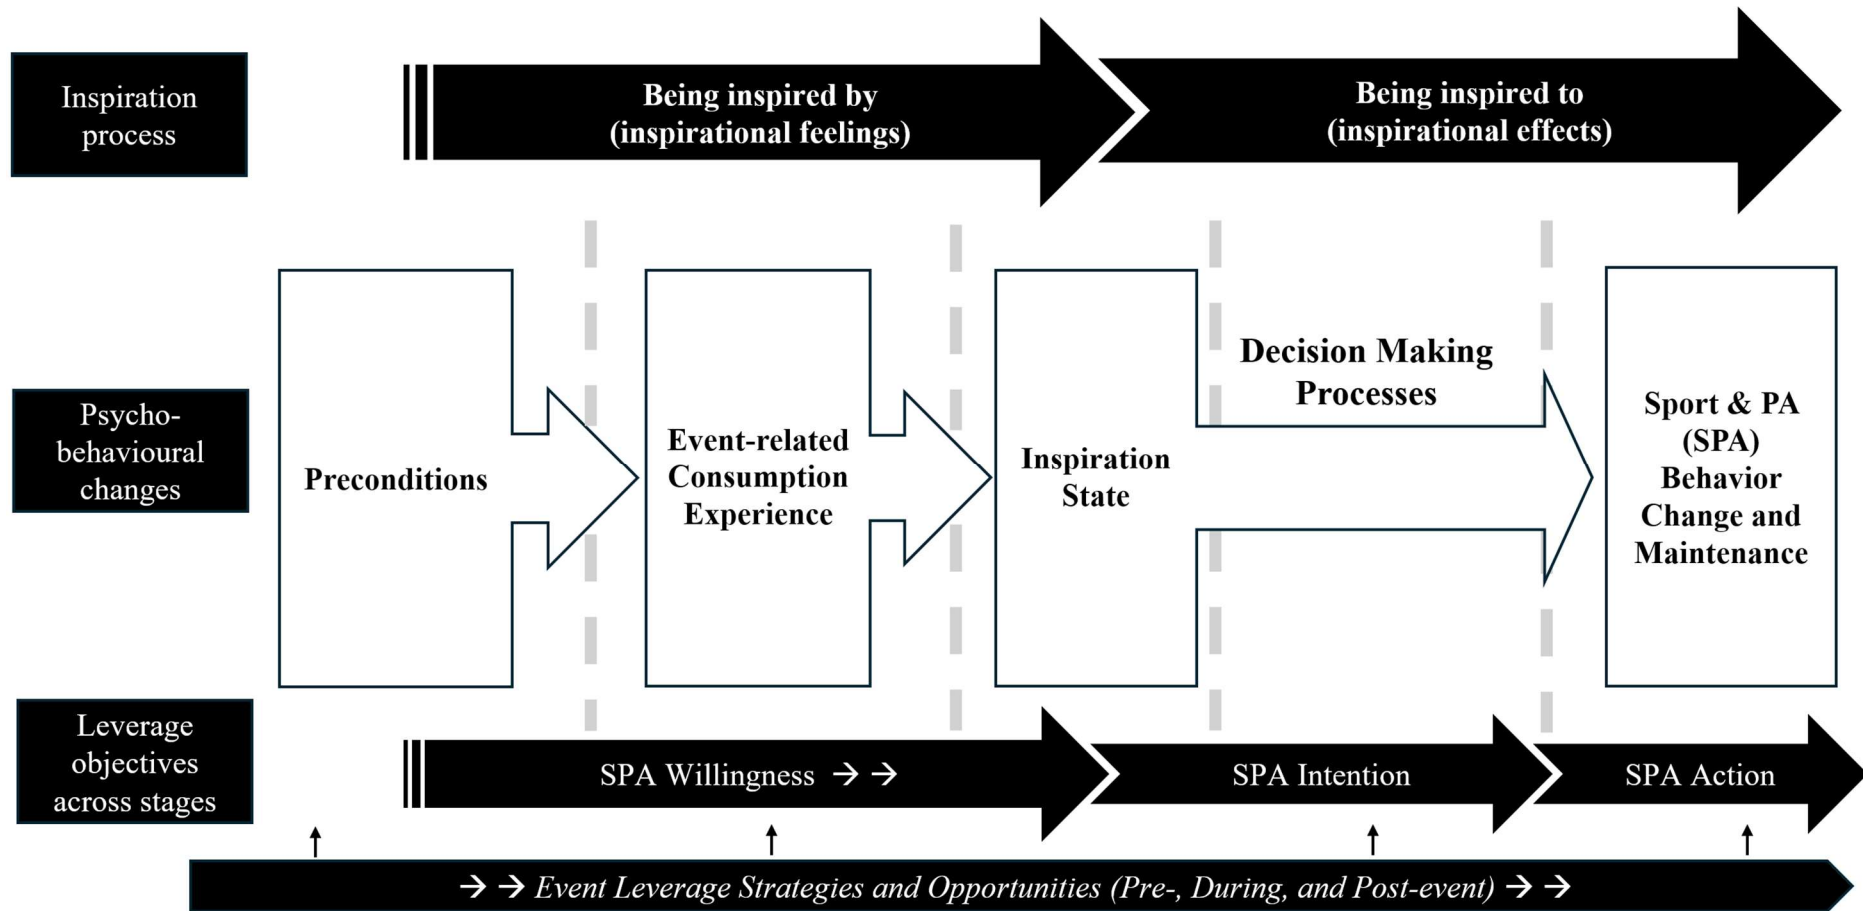 Inspiration
process
Being inspired by
(inspirational feelings)
Being inspired to
(inspirational effects)
Psycho-
behavioural
changes
Preconditions
Event-related
Consumption
Experience
Inspiration
State
Decision Making
Processes
Sport & PA
(SPA)
Behavior
Change and
Maintenance
Leverage
objectives
across stages
SPA Willingness → →
SPA Intention
SPA Action
→ → Event Leverage Strategies and Opportunities (Pre-, During, and Post-event) → →